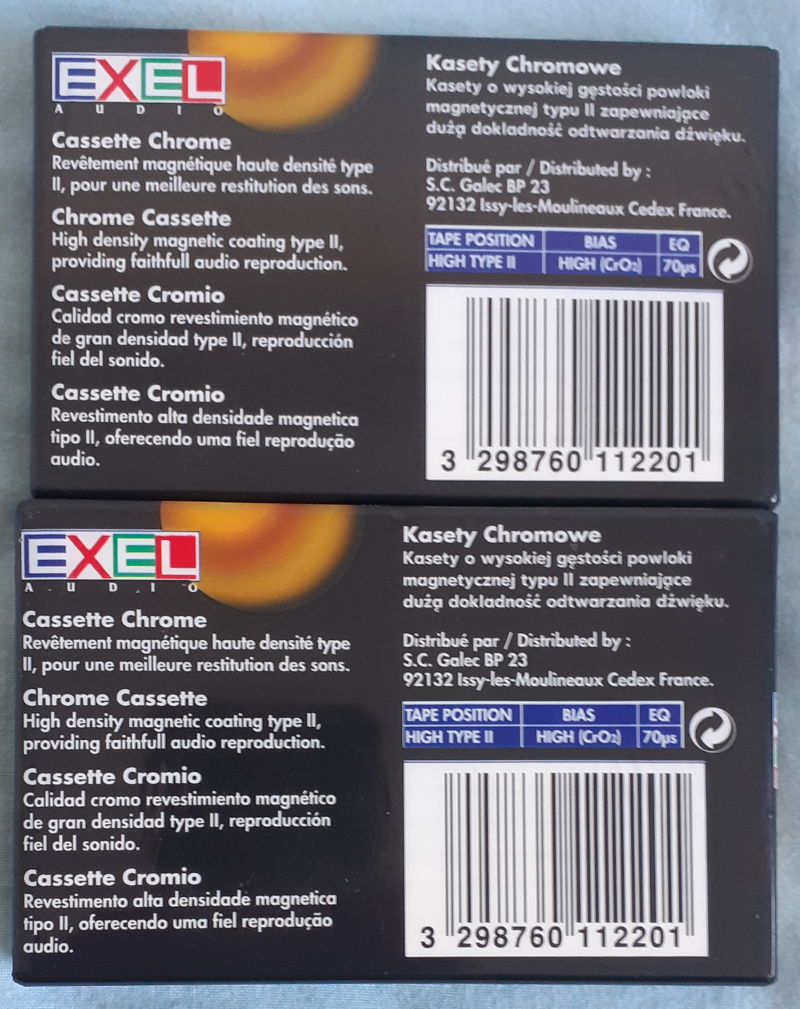 EXEL
AUDIO
Cassette Chrome
Revêtement magnétique haute densité type
II, pour une meilleure restitution des sons.
Chrome Cassette
High density magnetic coating type II,
providing faithfull audio reproduction.
Cassette Cromio
Calidad cromo revestimiento magnético
de gran densidad type II, reproducción
fiel del sonido.
Cassette Cromio
Revestimento alta densidade magnetica
tipo II, oferecendo uma fiel reprodução
audio.
Kasety Chromowe
Kasety o wysokiej gęstości powloki
magnetycznej typu II zapewniające
dużą dokladność odtwarzania dźwięku.
Distribué par / Distributed by :
S.C. Galec BP 23
92132 Issy-les-Moulineaux Cedex France.
TAPE POSITION BIAS EQ
HIGH TYPE II HIGH (CrO₂) 70µs
3 298760 112201
EXEL
AUDIO
Cassette Chrome
Revêtement magnétique haute densité type
II, pour une meilleure restitution des sons.
Chrome Cassette
High density magnetic coating type II,
providing faithfull audio reproduction.
Cassette Cromio
Calidad cromo revestimiento magnético
de gran densidad type II, reproducción
fiel del sonido.
Cassette Cromio
Revestimento alta densidade magnetica
tipo II, oferecendo uma fiel reprodução
audio.
Kasety Chromowe
Kasety o wysokiej gęstości powloki
magnetycznej typu II zapewniające
dużą dokladność odtwarzania dźwięku.
Distribué par / Distributed by :
S.C. Galec BP 23
92132 Issy-les-Moulineaux Cedex France.
TAPE POSITION BIAS EQ
HIGH TYPE II HIGH (CrO₂) 70µs
3 298760 112201